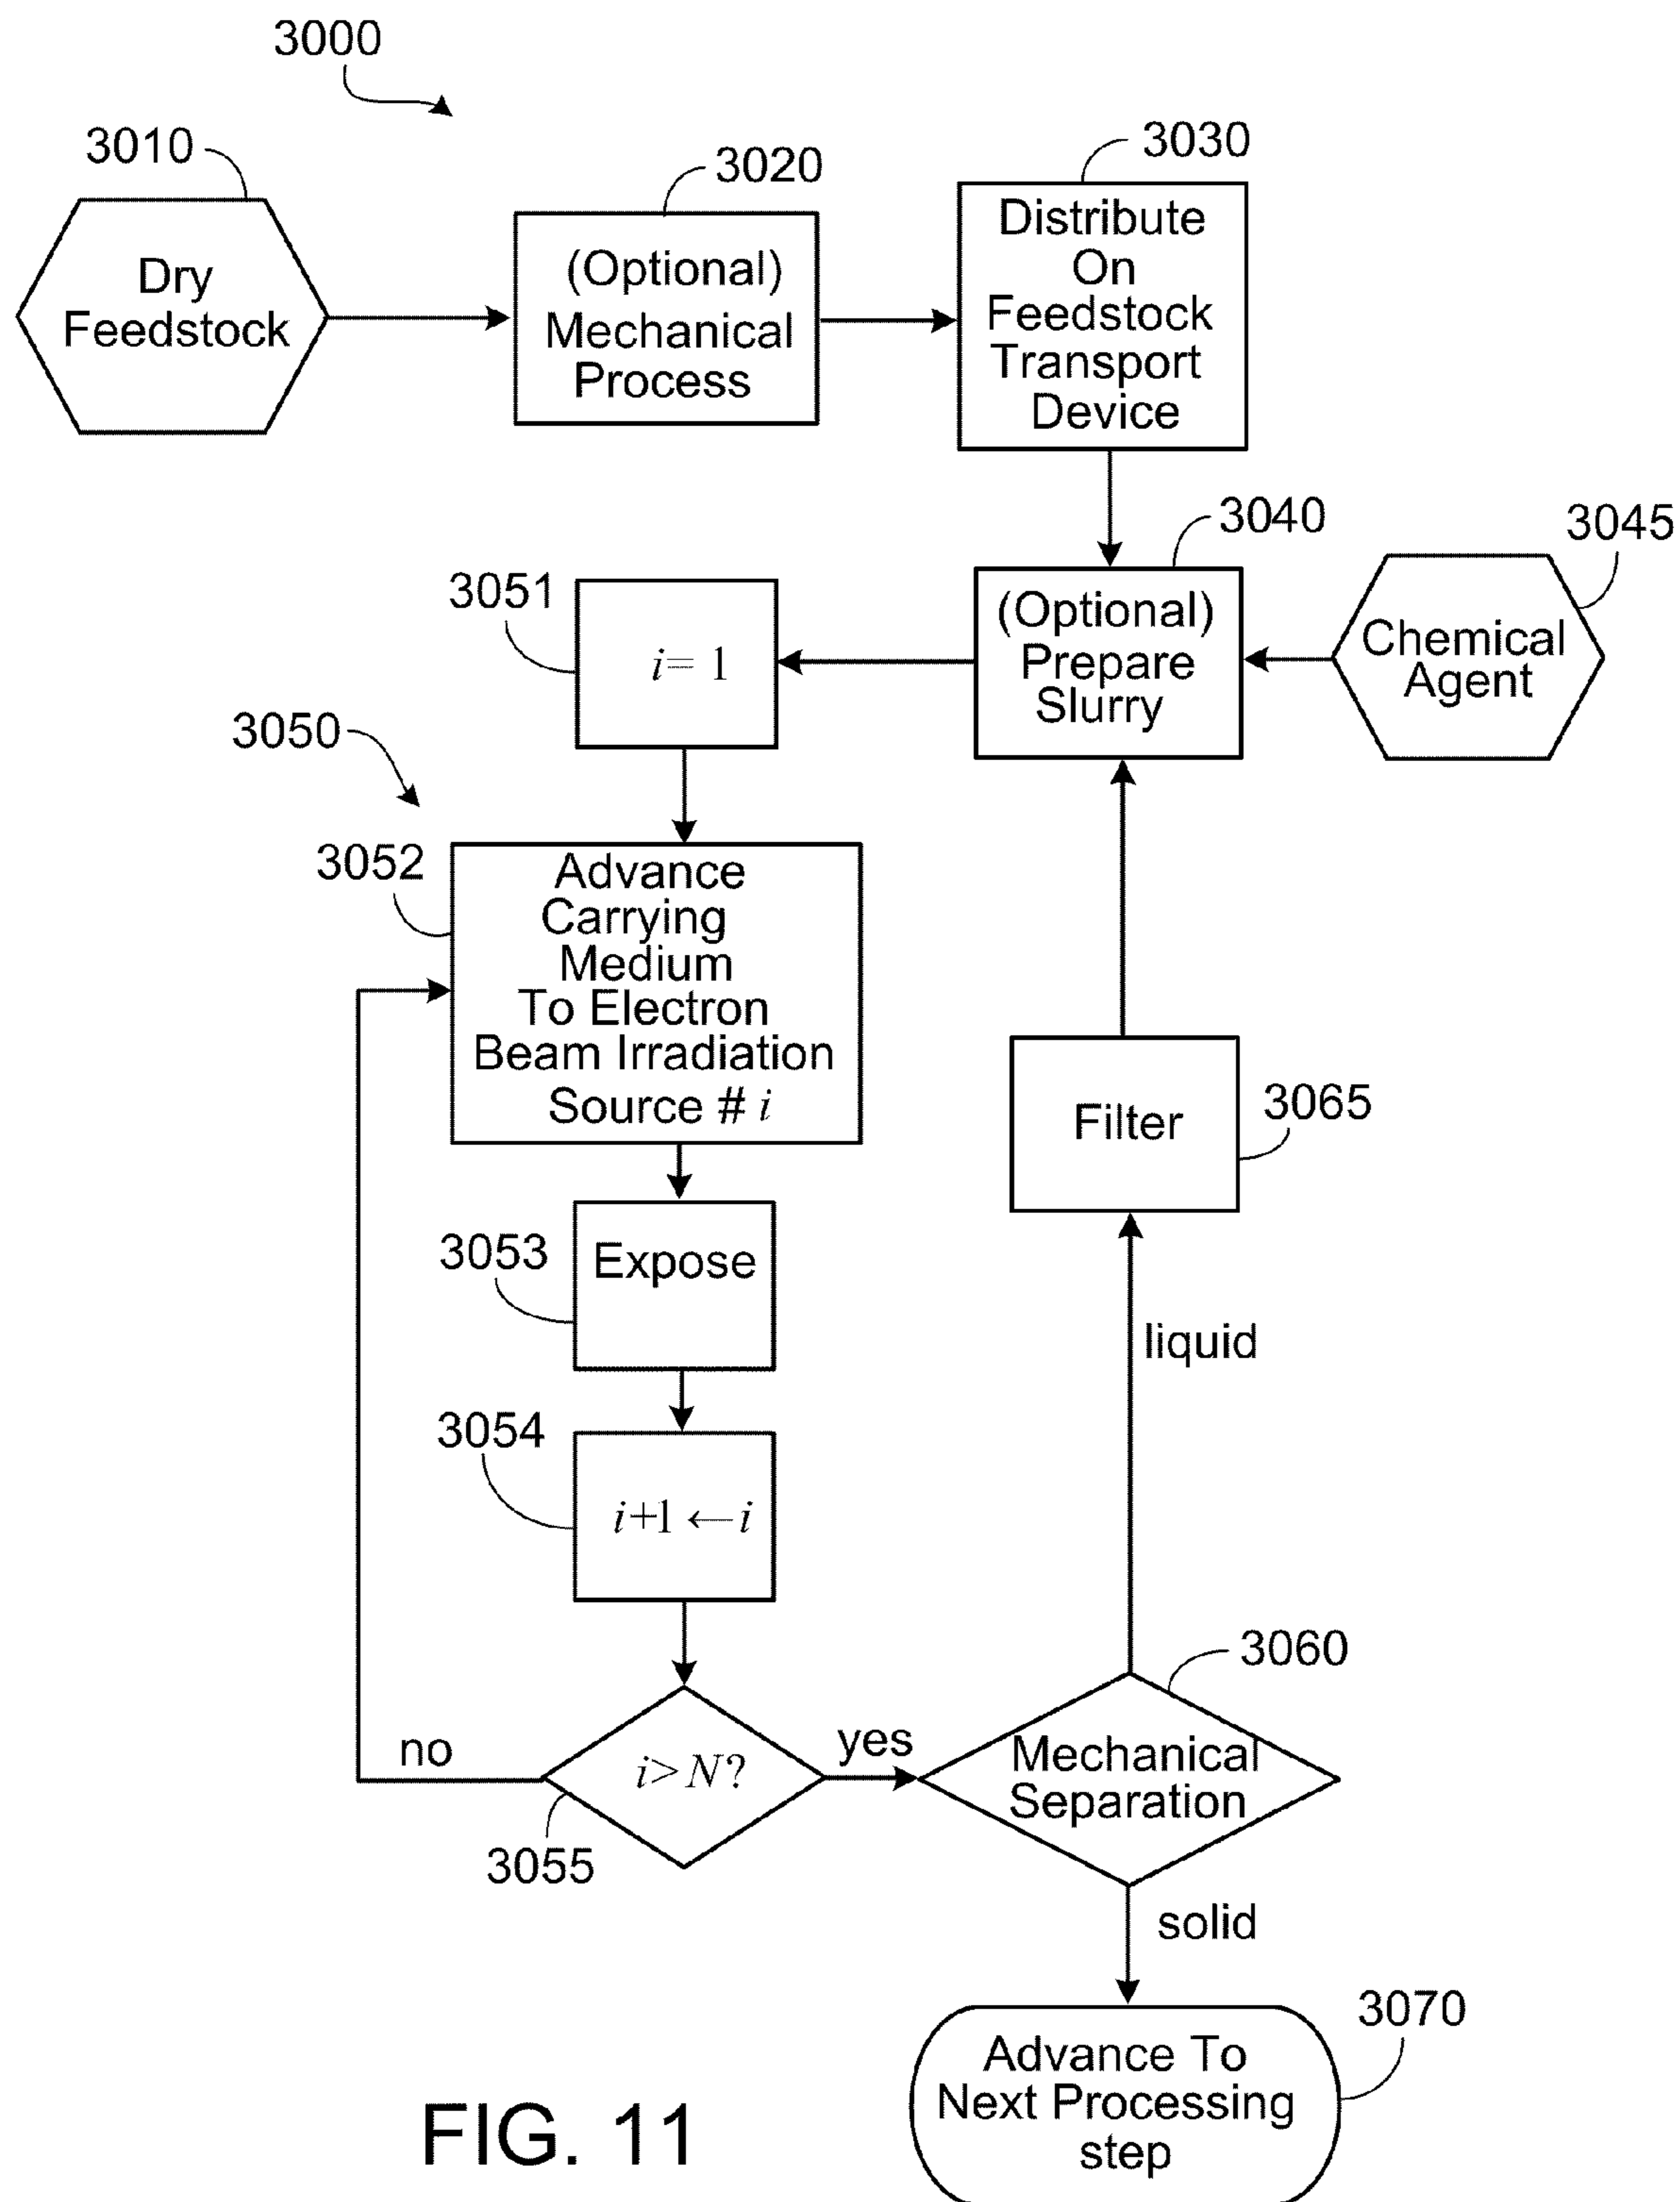 3000
3010
3020
3030
Dry
Feedstock
(Optional)
Mechanical
Process
Distribute
On
Feedstock
Transport
Device
3040
3045
3051
i= 1
(Optional)
Prepare
Slurry
Chemical
Agent
3050
3052
Advance
Carrying
Medium
To Electron
Beam Irradiation
Source # i
Filter
3065
3053
Expose
liquid
3054
i+1 ←i
3060
no
i>N?
yes
Mechanical
Separation
3055
solid
3070
Advance To
Next Processing
step
FIG. 11